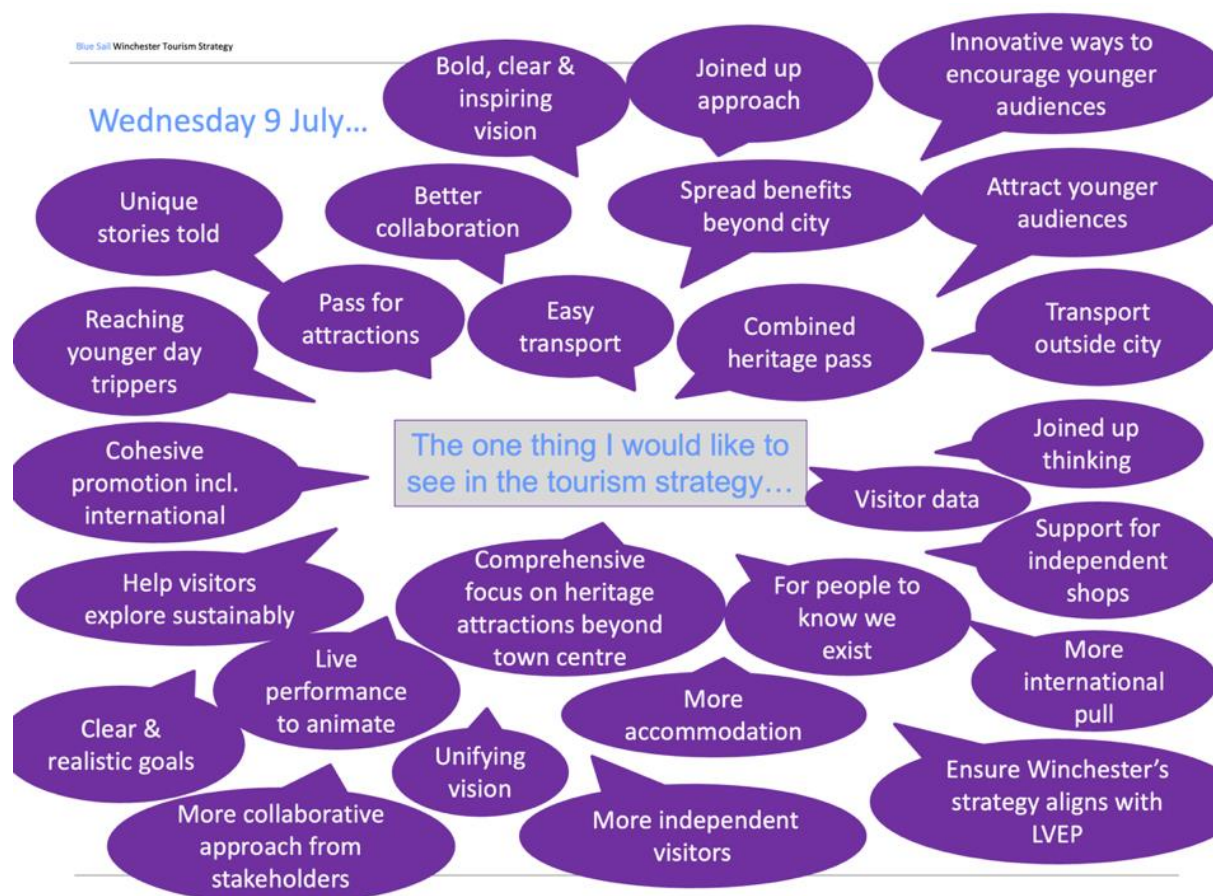 Blue Sail Winchester Tourism Strategy
Wednesday 9 July...
Bold, clear &
inspiring
vision
Joined up
approach
Innovative ways to
encourage younger
audiences
Unique
stories told
Better
collaboration
Spread benefits
beyond city
Attract younger
audiences
Reaching
younger day
trippers
Pass for
attractions
Easy
transport
Combined
heritage pass
Transport
outside city
Cohesive
promotion incl.
international
The one thing I would like to
see in the tourism strategy...
Joined up
thinking
Visitor data
Help visitors
explore sustainably
Comprehensive
focus on heritage
attractions beyond
town centre
For people to
know we
exist
Support for
independent
shops
Live
performance
to animate
More
accommodation
More
international
pull
Clear &
realistic goals
Unifying
vision
More collaborative
approach from
stakeholders
More independent
visitors
Ensure Winchester's
strategy aligns with
LVEP